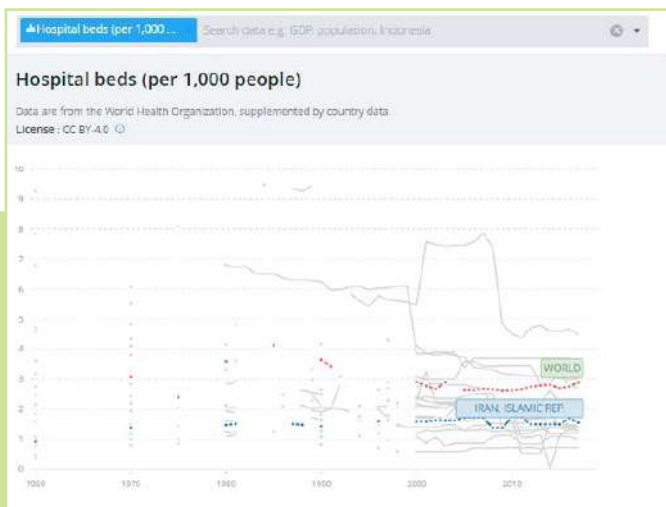 Hospital beds (per 1,000 ...
Search data e.g. GDP, population, Indonesia
Hospital beds (per 1,000 people)
Data are from the World Health Organization, supplemented by country data.
License : CC BY-4.0
10
9
8
7
6
5
4
3
2
1
0
WORLD
IRAN, ISLAMIC REP.
1960
1970
1980
1990
2000
2010